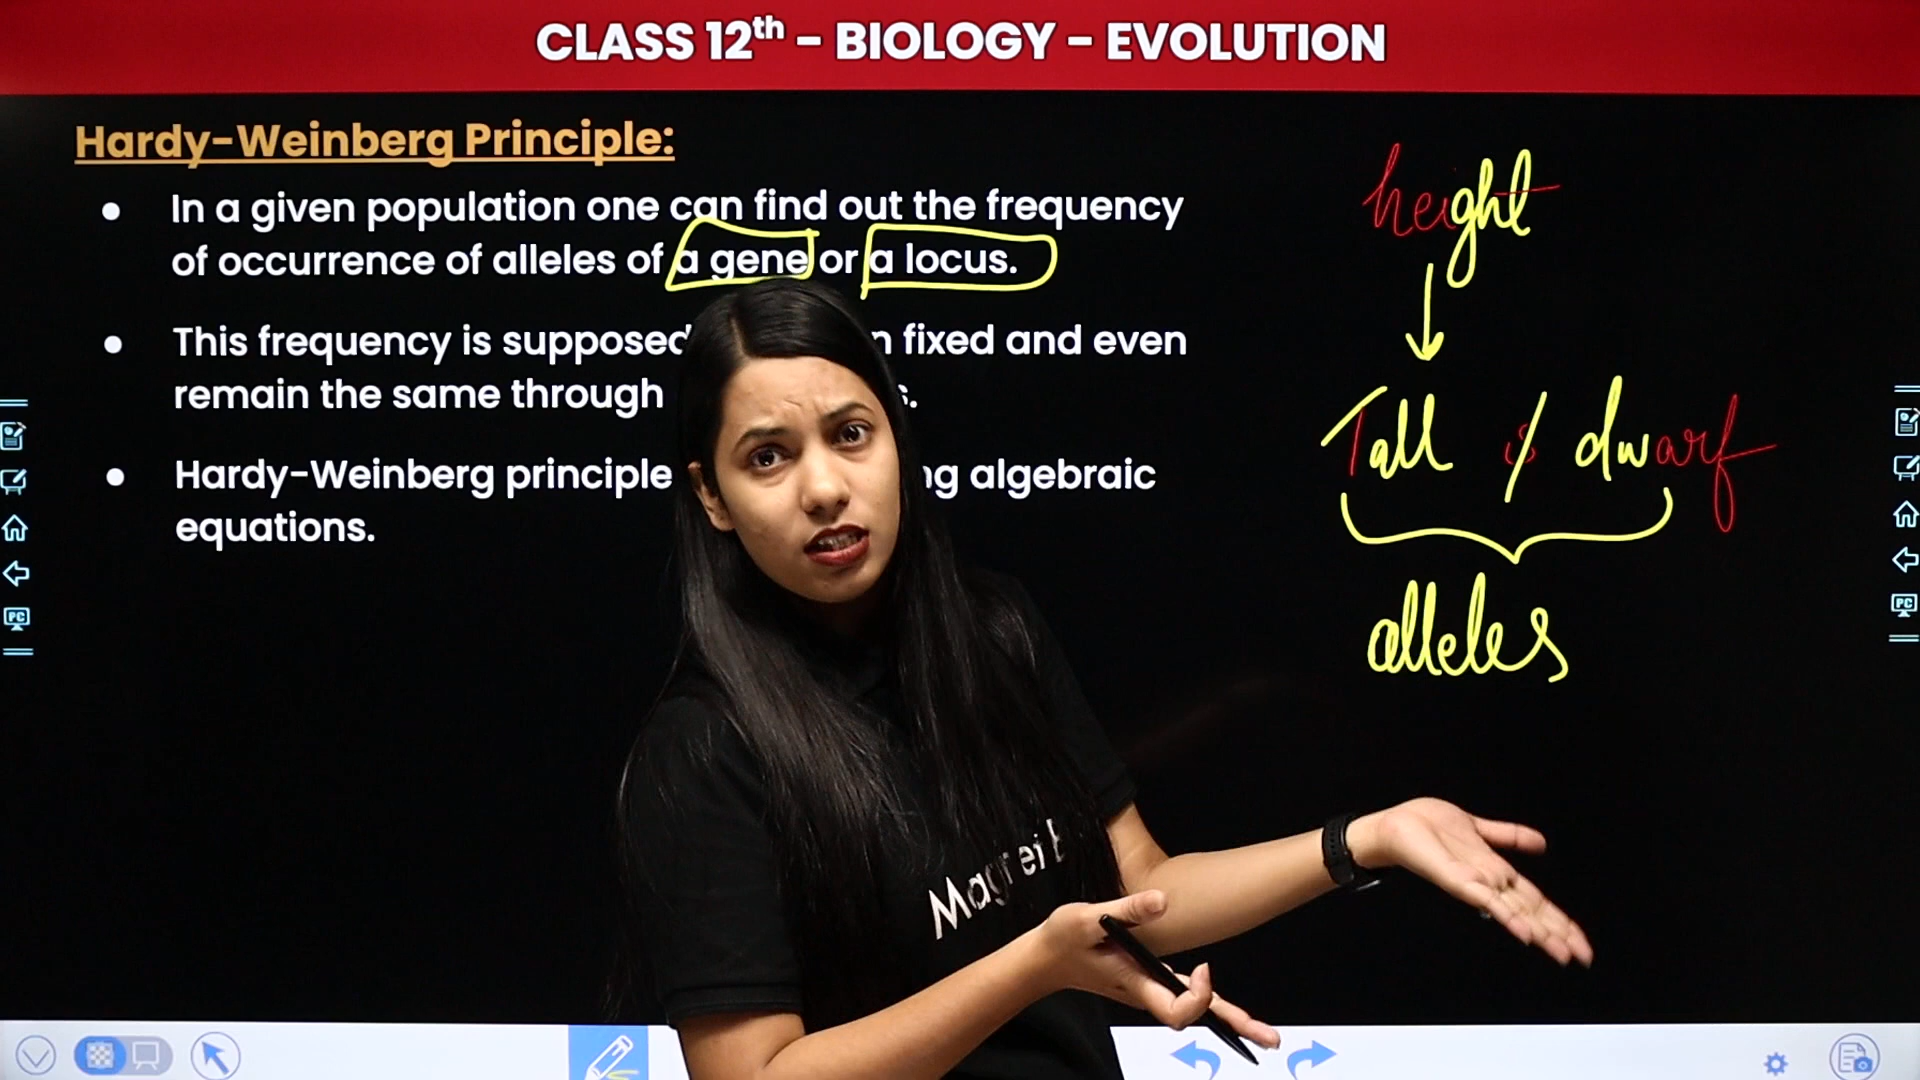 CLASS 12th - BIOLOGY - EVOLUTION
Hardy-Weinberg Principle:
• In a given population one can find out the frequency
of occurrence of alleles of a gene or a locus.
• This frequency is supposed fixed and even
remain the same through
• Hardy-Weinberg principle algebraic
equations.
height
Tall / dwarf
alleles
PC
PC